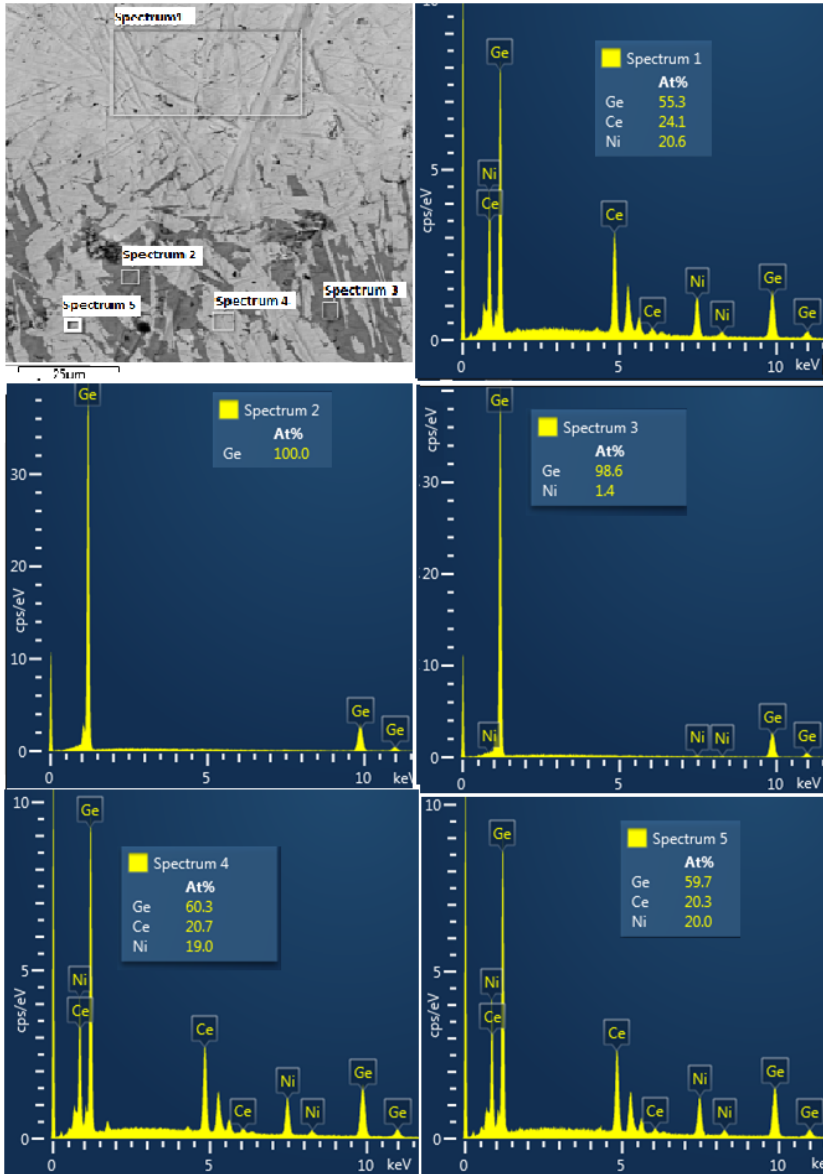 Spectrum1
Spectrum 2
Spectrum 3
Spectrum 5
Spectrum 4
25um
Spectrum 1
At%
Ge 55.3
Ce 24.1
Ni 20.6
Ge
Ni
Ce
Ce
Ce
Ni
Ni
Ge
Ge
5
0
cps/eV
0
5
10
keV
Spectrum 2
At%
Ge 100.0
Ge
Ge
Ge
30
20
10
0
cps/eV
0
5
10
keV
Spectrum 3
At%
Ge 98.6
Ni 1.4
Ge
Ni
Ni
Ni
Ge
Ge
30
20
10
0
cps/eV
0
5
10
keV
Spectrum 4
At%
Ge 60.3
Ce 20.7
Ni 19.0
Ge
Ni
Ce
Ce
Ce
Ni
Ni
Ge
Ge
10
5
0
cps/eV
0
5
10
keV
Spectrum 5
At%
Ge 59.7
Ce 20.3
Ni 20.0
Ge
Ni
Ce
Ce
Ce
Ni
Ni
Ge
Ge
5
0
cps/eV
0
5
10
keV